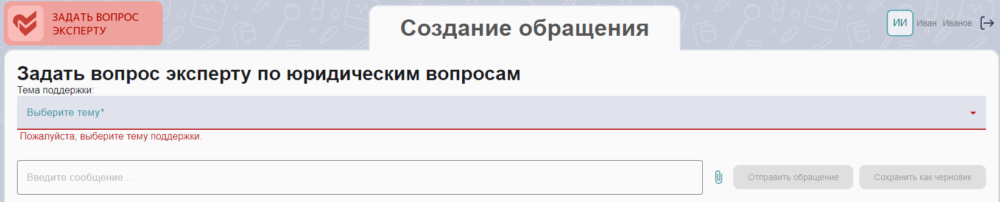 ЗАДАТЬ ВОПРОС
ЭКСПЕРТУ
Создание обращения
ИИ Иван Иванов
Задать вопрос эксперту по юридическим вопросам
Тема поддержки:
Выберите тему*
Пожалуйста, выберите тему поддержки.
Введите сообщение...
Отправить обращение
Сохранить как черновик